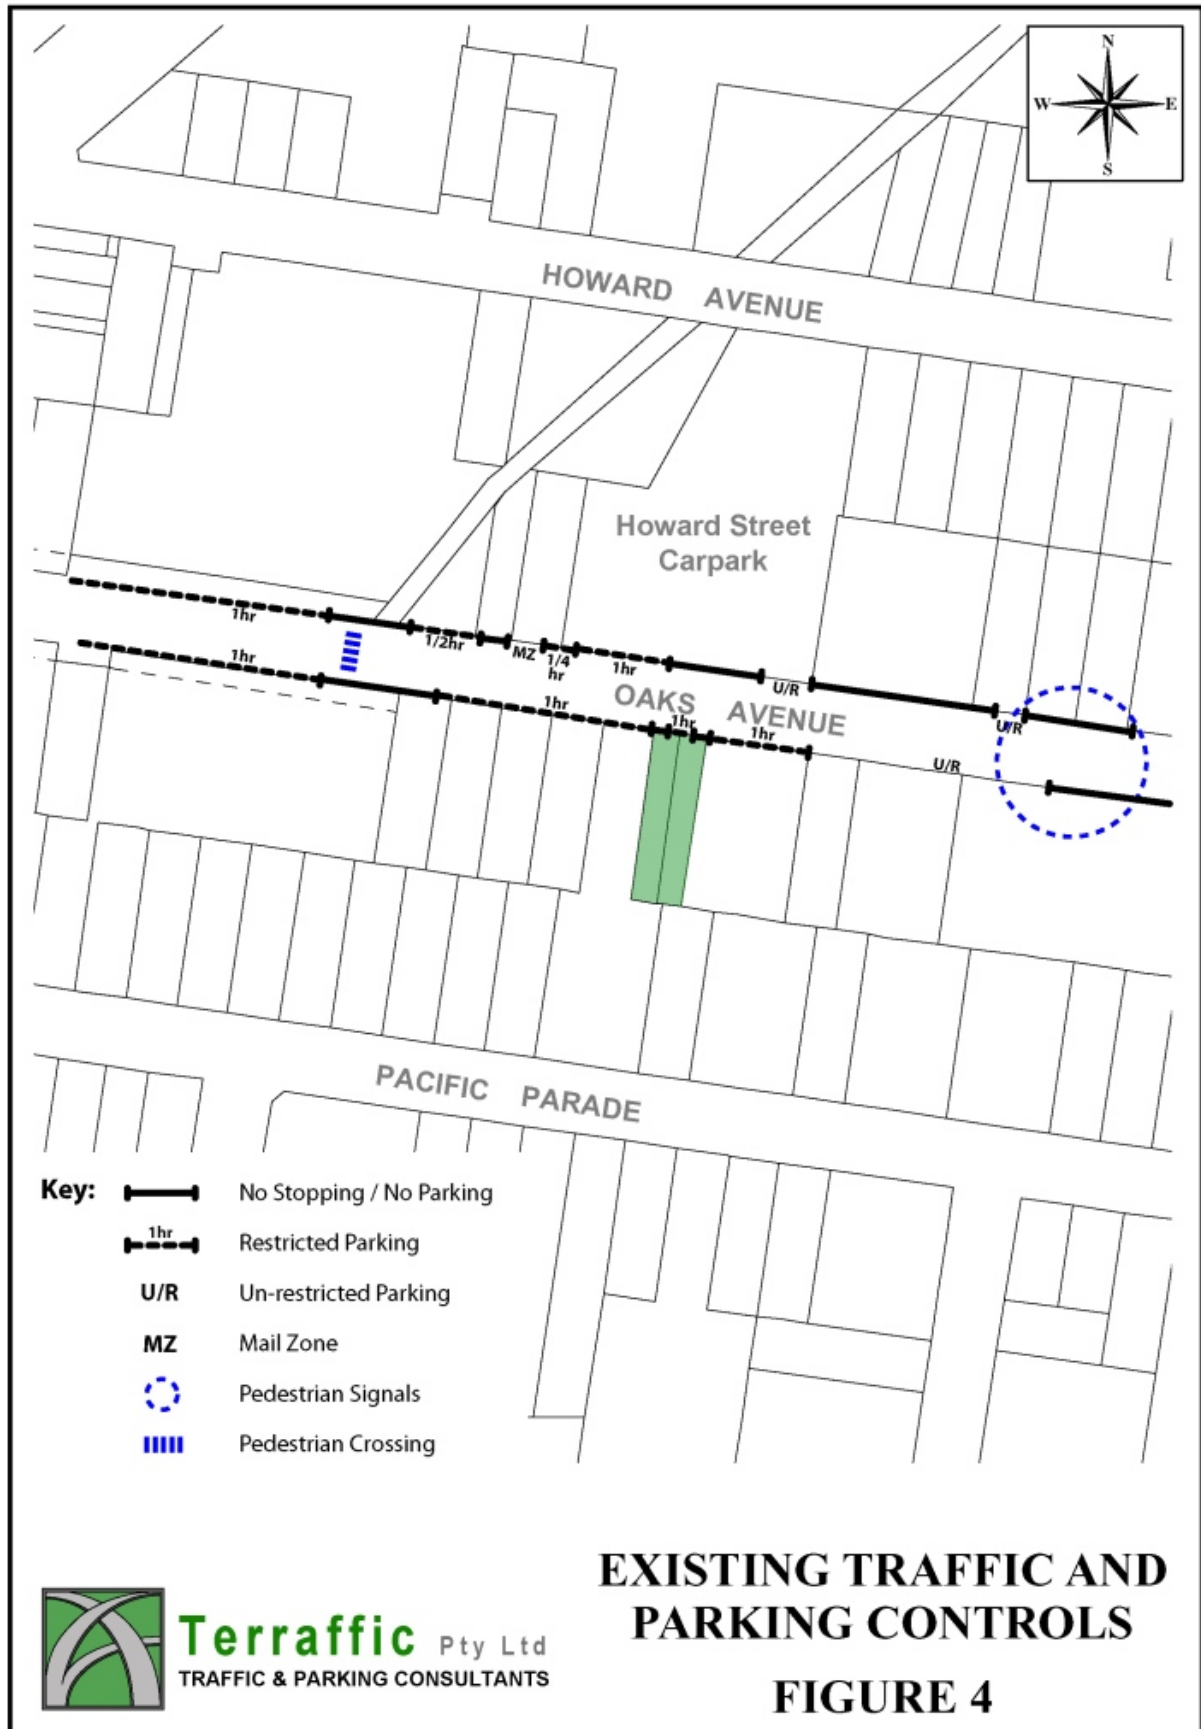 N
W E
S
HOWARD AVENUE
Howard Street
Carpark
1hr
1/2hr
MZ
1/4
hr
1hr
U/R
U/R
OAKS AVENUE
1hr
1hr
1hr
1hr
U/R
PACIFIC PARADE
Key:
No Stopping / No Parking
1hr
Restricted Parking
U/R Un-restricted Parking
MZ Mail Zone
Pedestrian Signals
Pedestrian Crossing
Terraffic Pty Ltd
TRAFFIC & PARKING CONSULTANTS
EXISTING TRAFFIC AND
PARKING CONTROLS
FIGURE 4